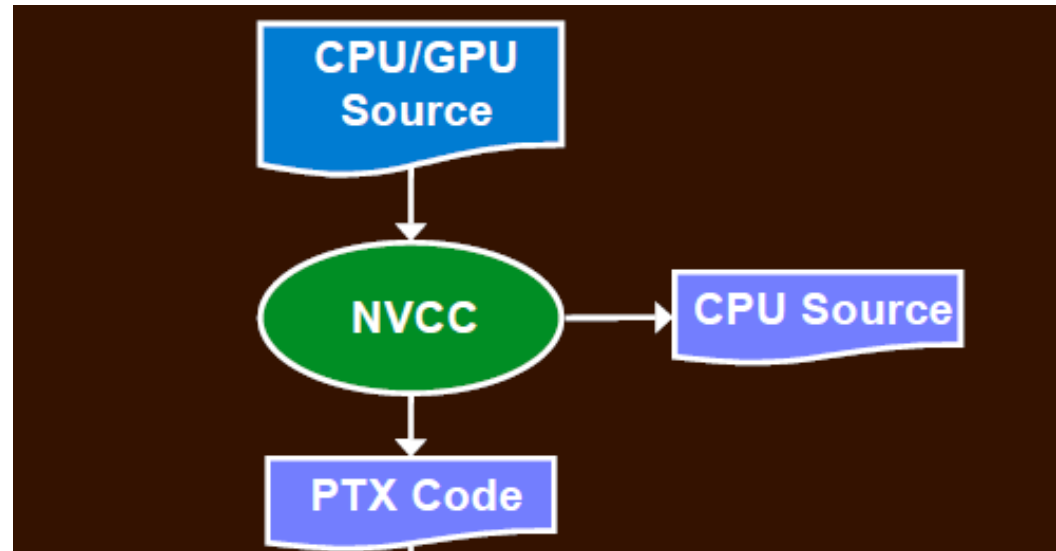 CPU/GPU
Source
NVCC
CPU Source
PTX Code